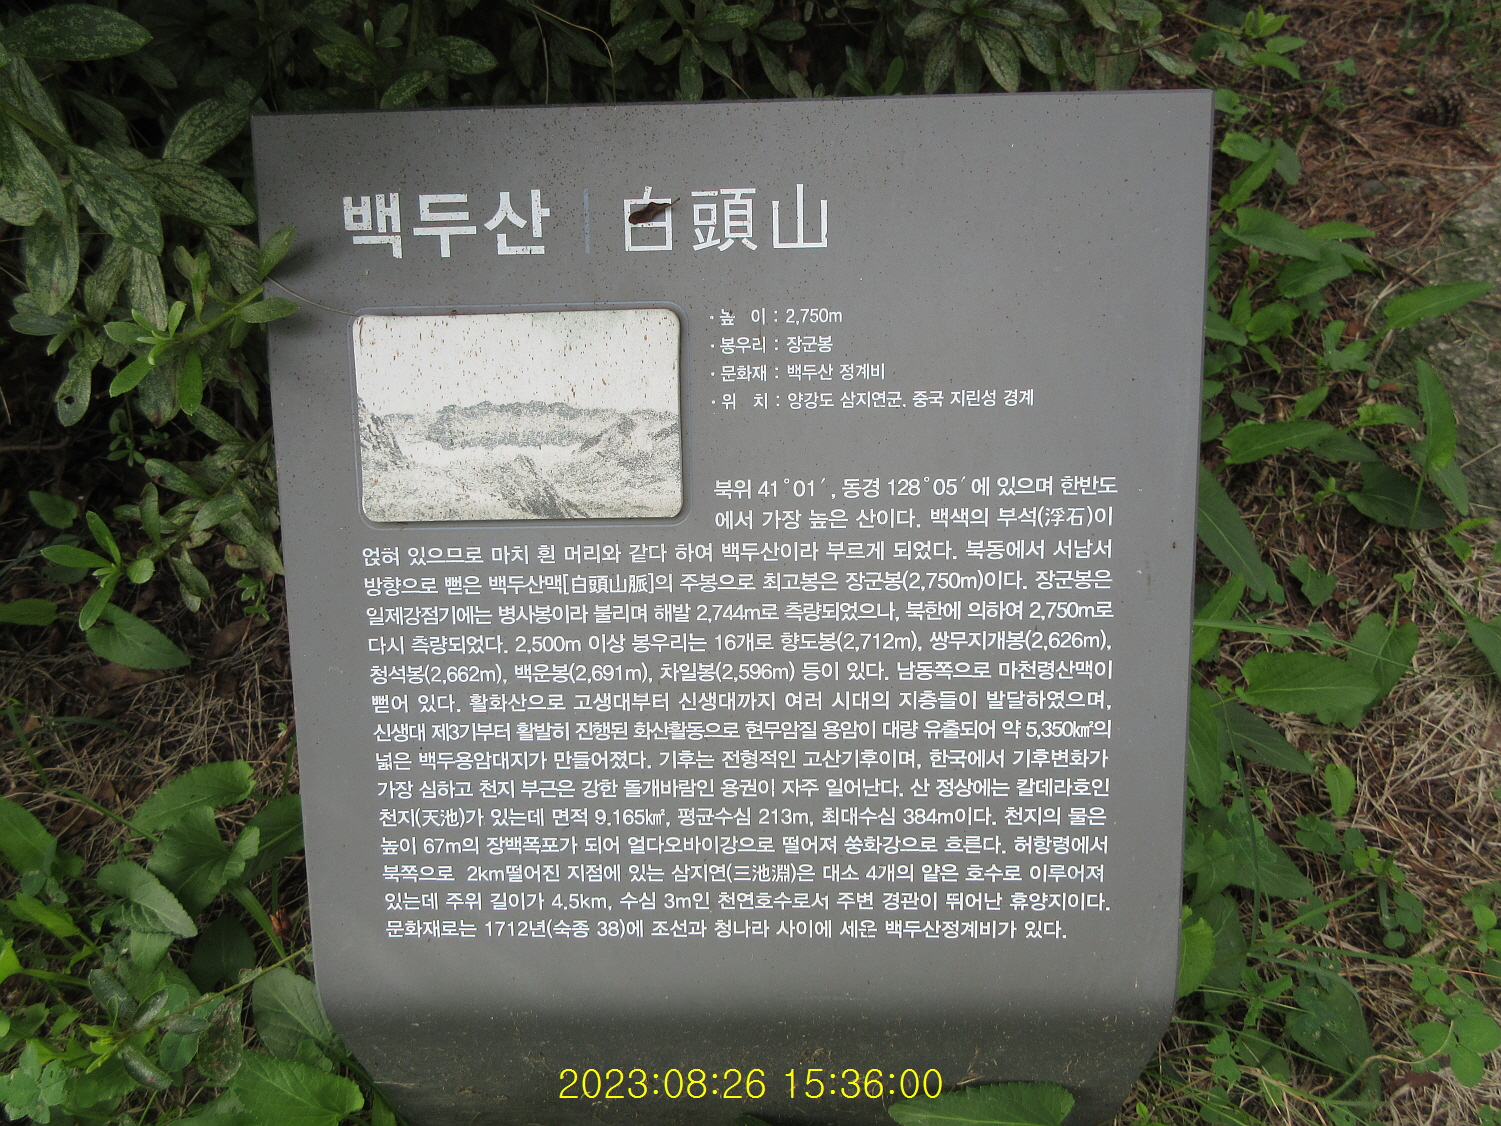 백두산 | 白頭山
· 높 이 : 2,750m
· 봉우리 : 장군봉
· 문화재 : 백두산 정계비
· 위 치 : 양강도 삼지연군, 중국 지린성 경계
북위 41°01′, 동경 128°05′에 있으며 한반도
에서 가장 높은 산이다. 백색의 부석(浮石)이
얹혀 있으므로 마치 흰 머리와 같다 하여 백두산이라 부르게 되었다. 북동에서 서남서
방향으로 뻗은 백두산맥[白頭山脈]의 주봉으로 최고봉은 장군봉(2,750m)이다. 장군봉은
일제강점기에는 병사봉이라 불리며 해발 2,744m로 측량되었으나, 북한에 의하여 2,750m로
다시 측량되었다. 2,500m 이상 봉우리는 16개로 향도봉(2,712m), 쌍무지개봉(2,626m),
청석봉(2,662m), 백운봉(2,691m), 차일봉(2,596m) 등이 있다. 남동쪽으로 마천령산맥이
뻗어 있다. 활화산으로 고생대부터 신생대까지 여러 시대의 지층들이 발달하였으며,
신생대 제3기부터 활발히 진행된 화산활동으로 현무암질 용암이 대량 유출되어 약 5,350㎢의
넓은 백두용암대지가 만들어졌다. 기후는 전형적인 고산기후이며, 한국에서 기후변화가
가장 심하고 천지 부근은 강한 돌개바람인 용권이 자주 일어난다. 산 정상에는 칼데라호인
천지(天池)가 있는데 면적 9.165㎢, 평균수심 213m, 최대수심 384m이다. 천지의 물은
높이 67m의 장백폭포가 되어 얼다오바이강으로 떨어져 쑹화강으로 흐른다. 허항령에서
북쪽으로 2km떨어진 지점에 있는 삼지연(三池淵)은 대소 4개의 얕은 호수로 이루어져
있는데 주위 길이가 4.5km, 수심 3m인 천연호수로서 주변 경관이 뛰어난 휴양지이다.
문화재로는 1712년(숙종 38)에 조선과 청나라 사이에 세운 백두산정계비가 있다.
2023:08:26 15:36:00